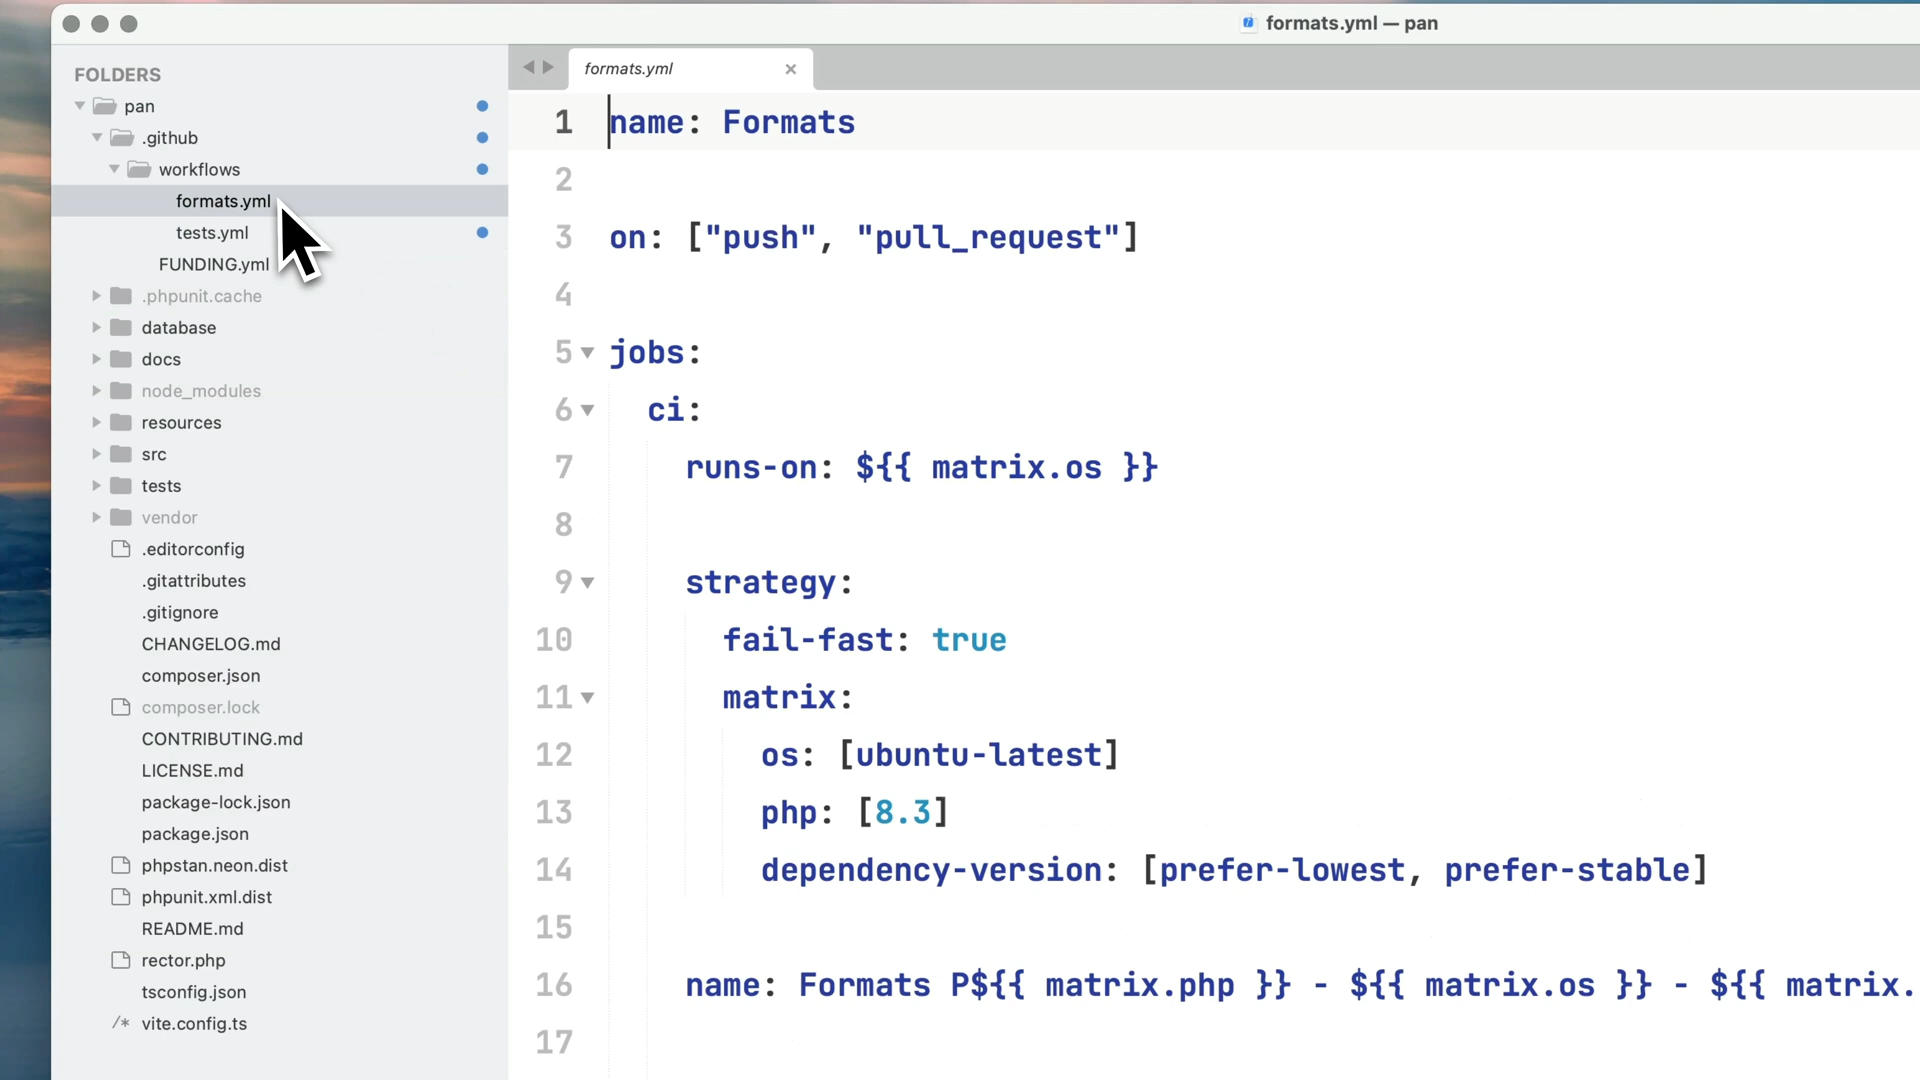 formats.yml — pan
FOLDERS
pan
.github
workflows
formats.yml
tests.yml
FUNDING.yml
.phpunit.cache
database
docs
node_modules
resources
src
tests
vendor
.editorconfig
.gitattributes
.gitignore
CHANGELOG.md
composer.json
composer.lock
CONTRIBUTING.md
LICENSE.md
package-lock.json
package.json
phpstan.neon.dist
phpunit.xml.dist
README.md
rector.php
tsconfig.json
/* vite.config.ts
formats.yml ×
1 name: Formats
2
3 on: ["push", "pull_request"]
4
5 jobs:
6 ci:
7 runs-on: ${{ matrix.os }}
8
9 strategy:
10 fail-fast: true
11 matrix:
12 os: [ubuntu-latest]
13 php: [8.3]
14 dependency-version: [prefer-lowest, prefer-stable]
15
16 name: Formats P${{ matrix.php }} - ${{ matrix.os }} - ${{ matrix.
17